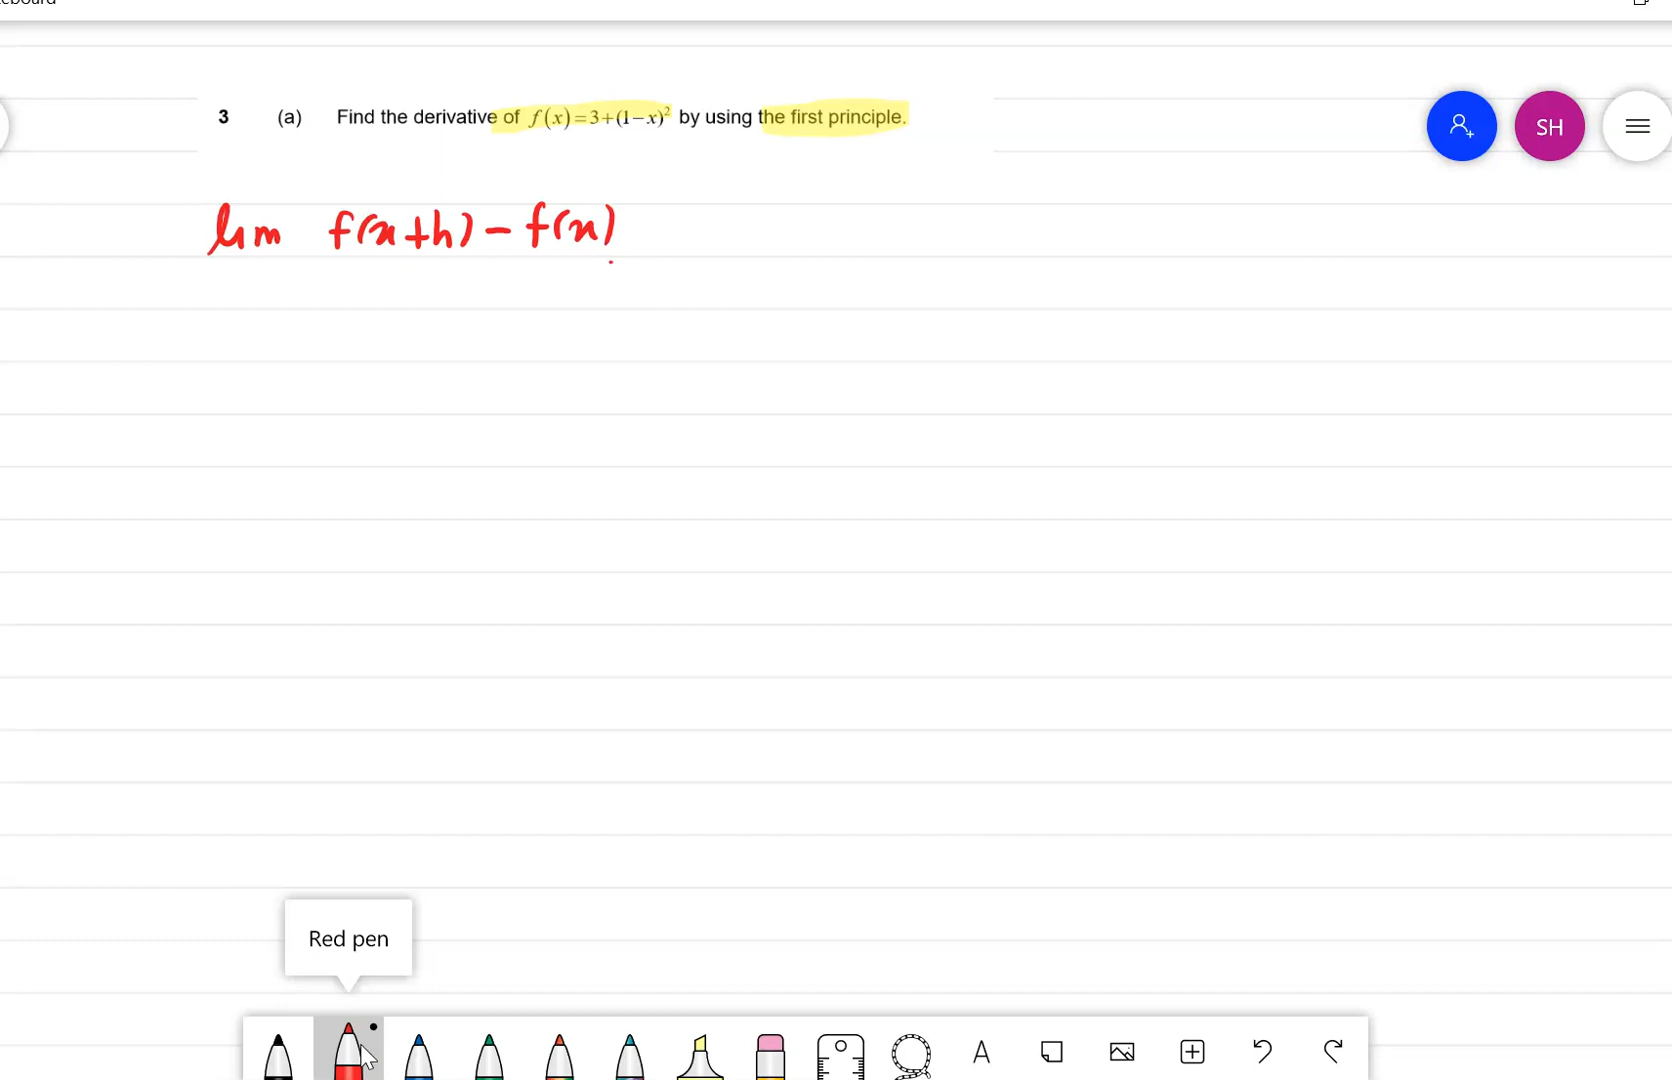 3 (a) Find the derivative of f(x)=3+(1−x)² by using the first principle.
SH
lim f(x+h) – f(x)
Red pen
A